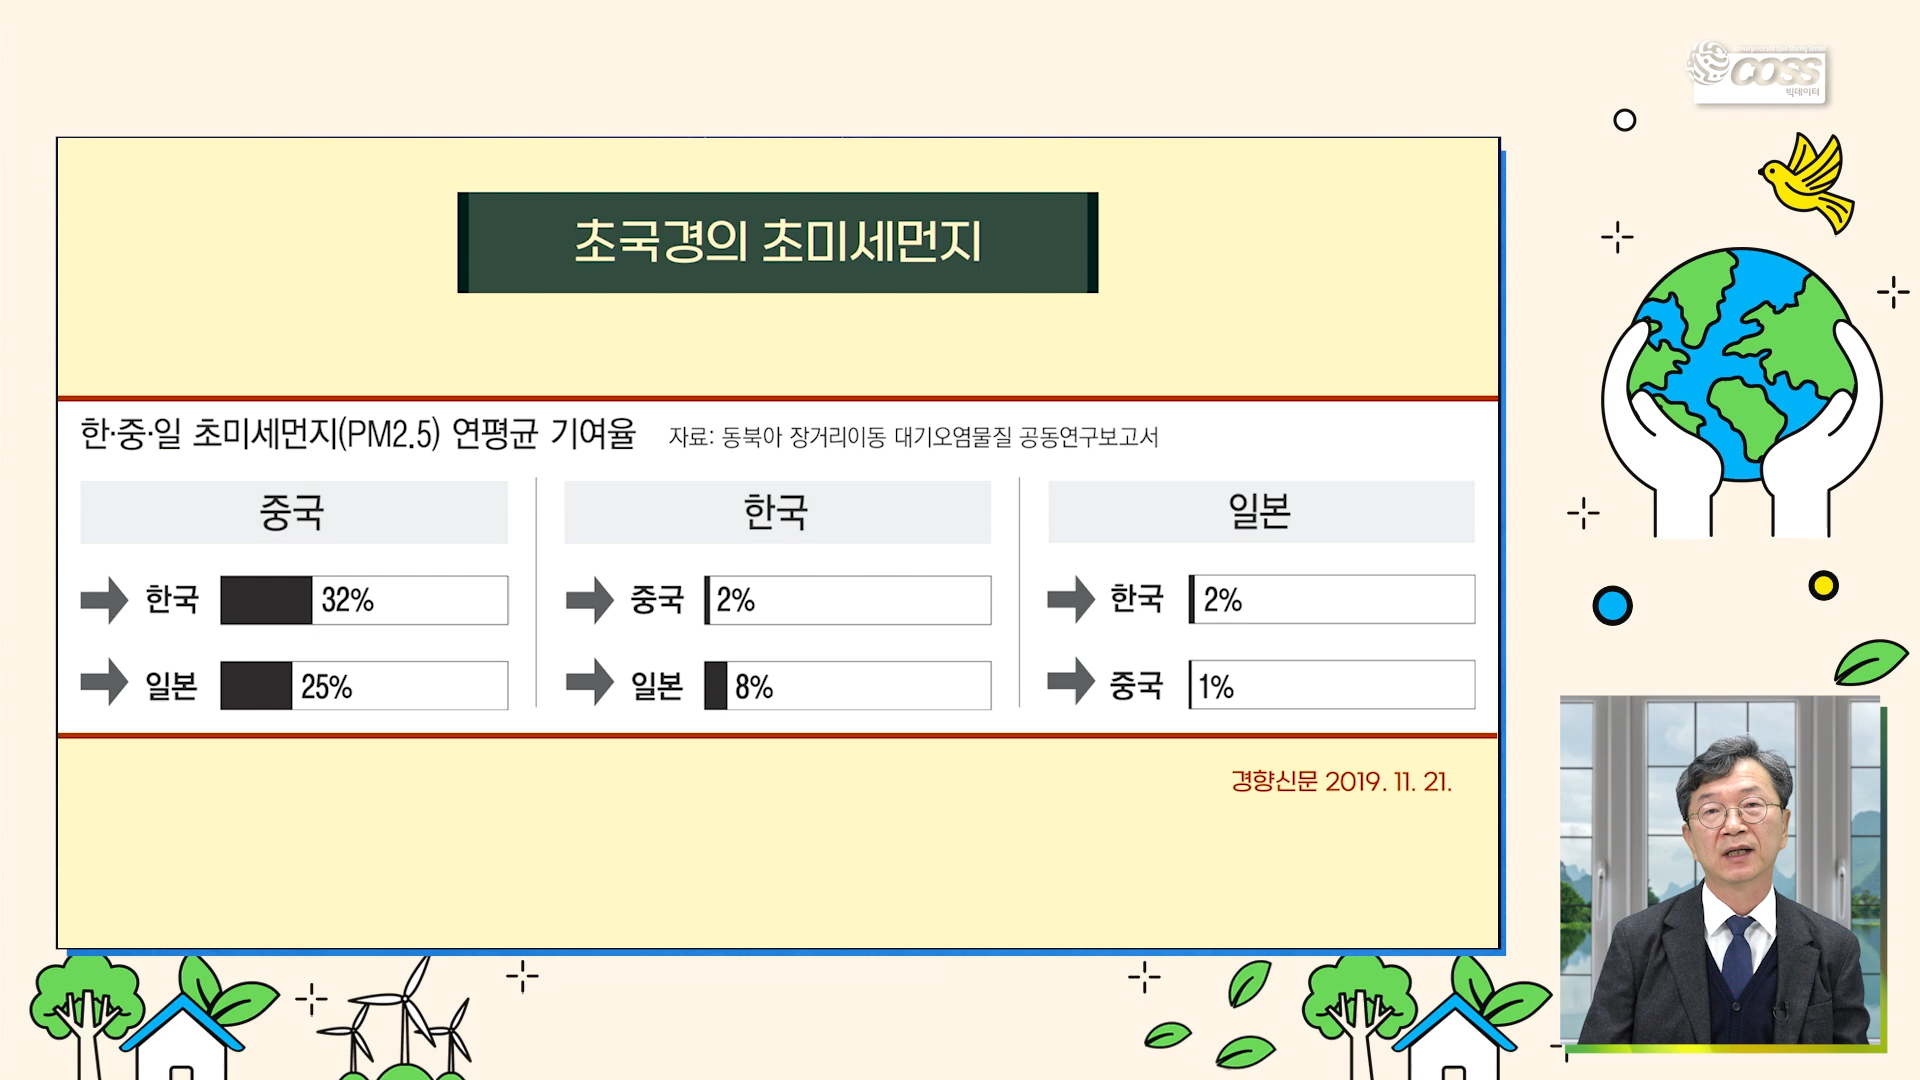 COSS
빅데이터
초국경의 초미세먼지
한·중·일 초미세먼지(PM2.5) 연평균 기여율 자료: 동북아 장거리이동 대기오염물질 공동연구보고서
중국
한국 32%
일본 25%
한국
중국 2%
일본 8%
일본
한국 2%
중국 1%
경향신문 2019. 11. 21.